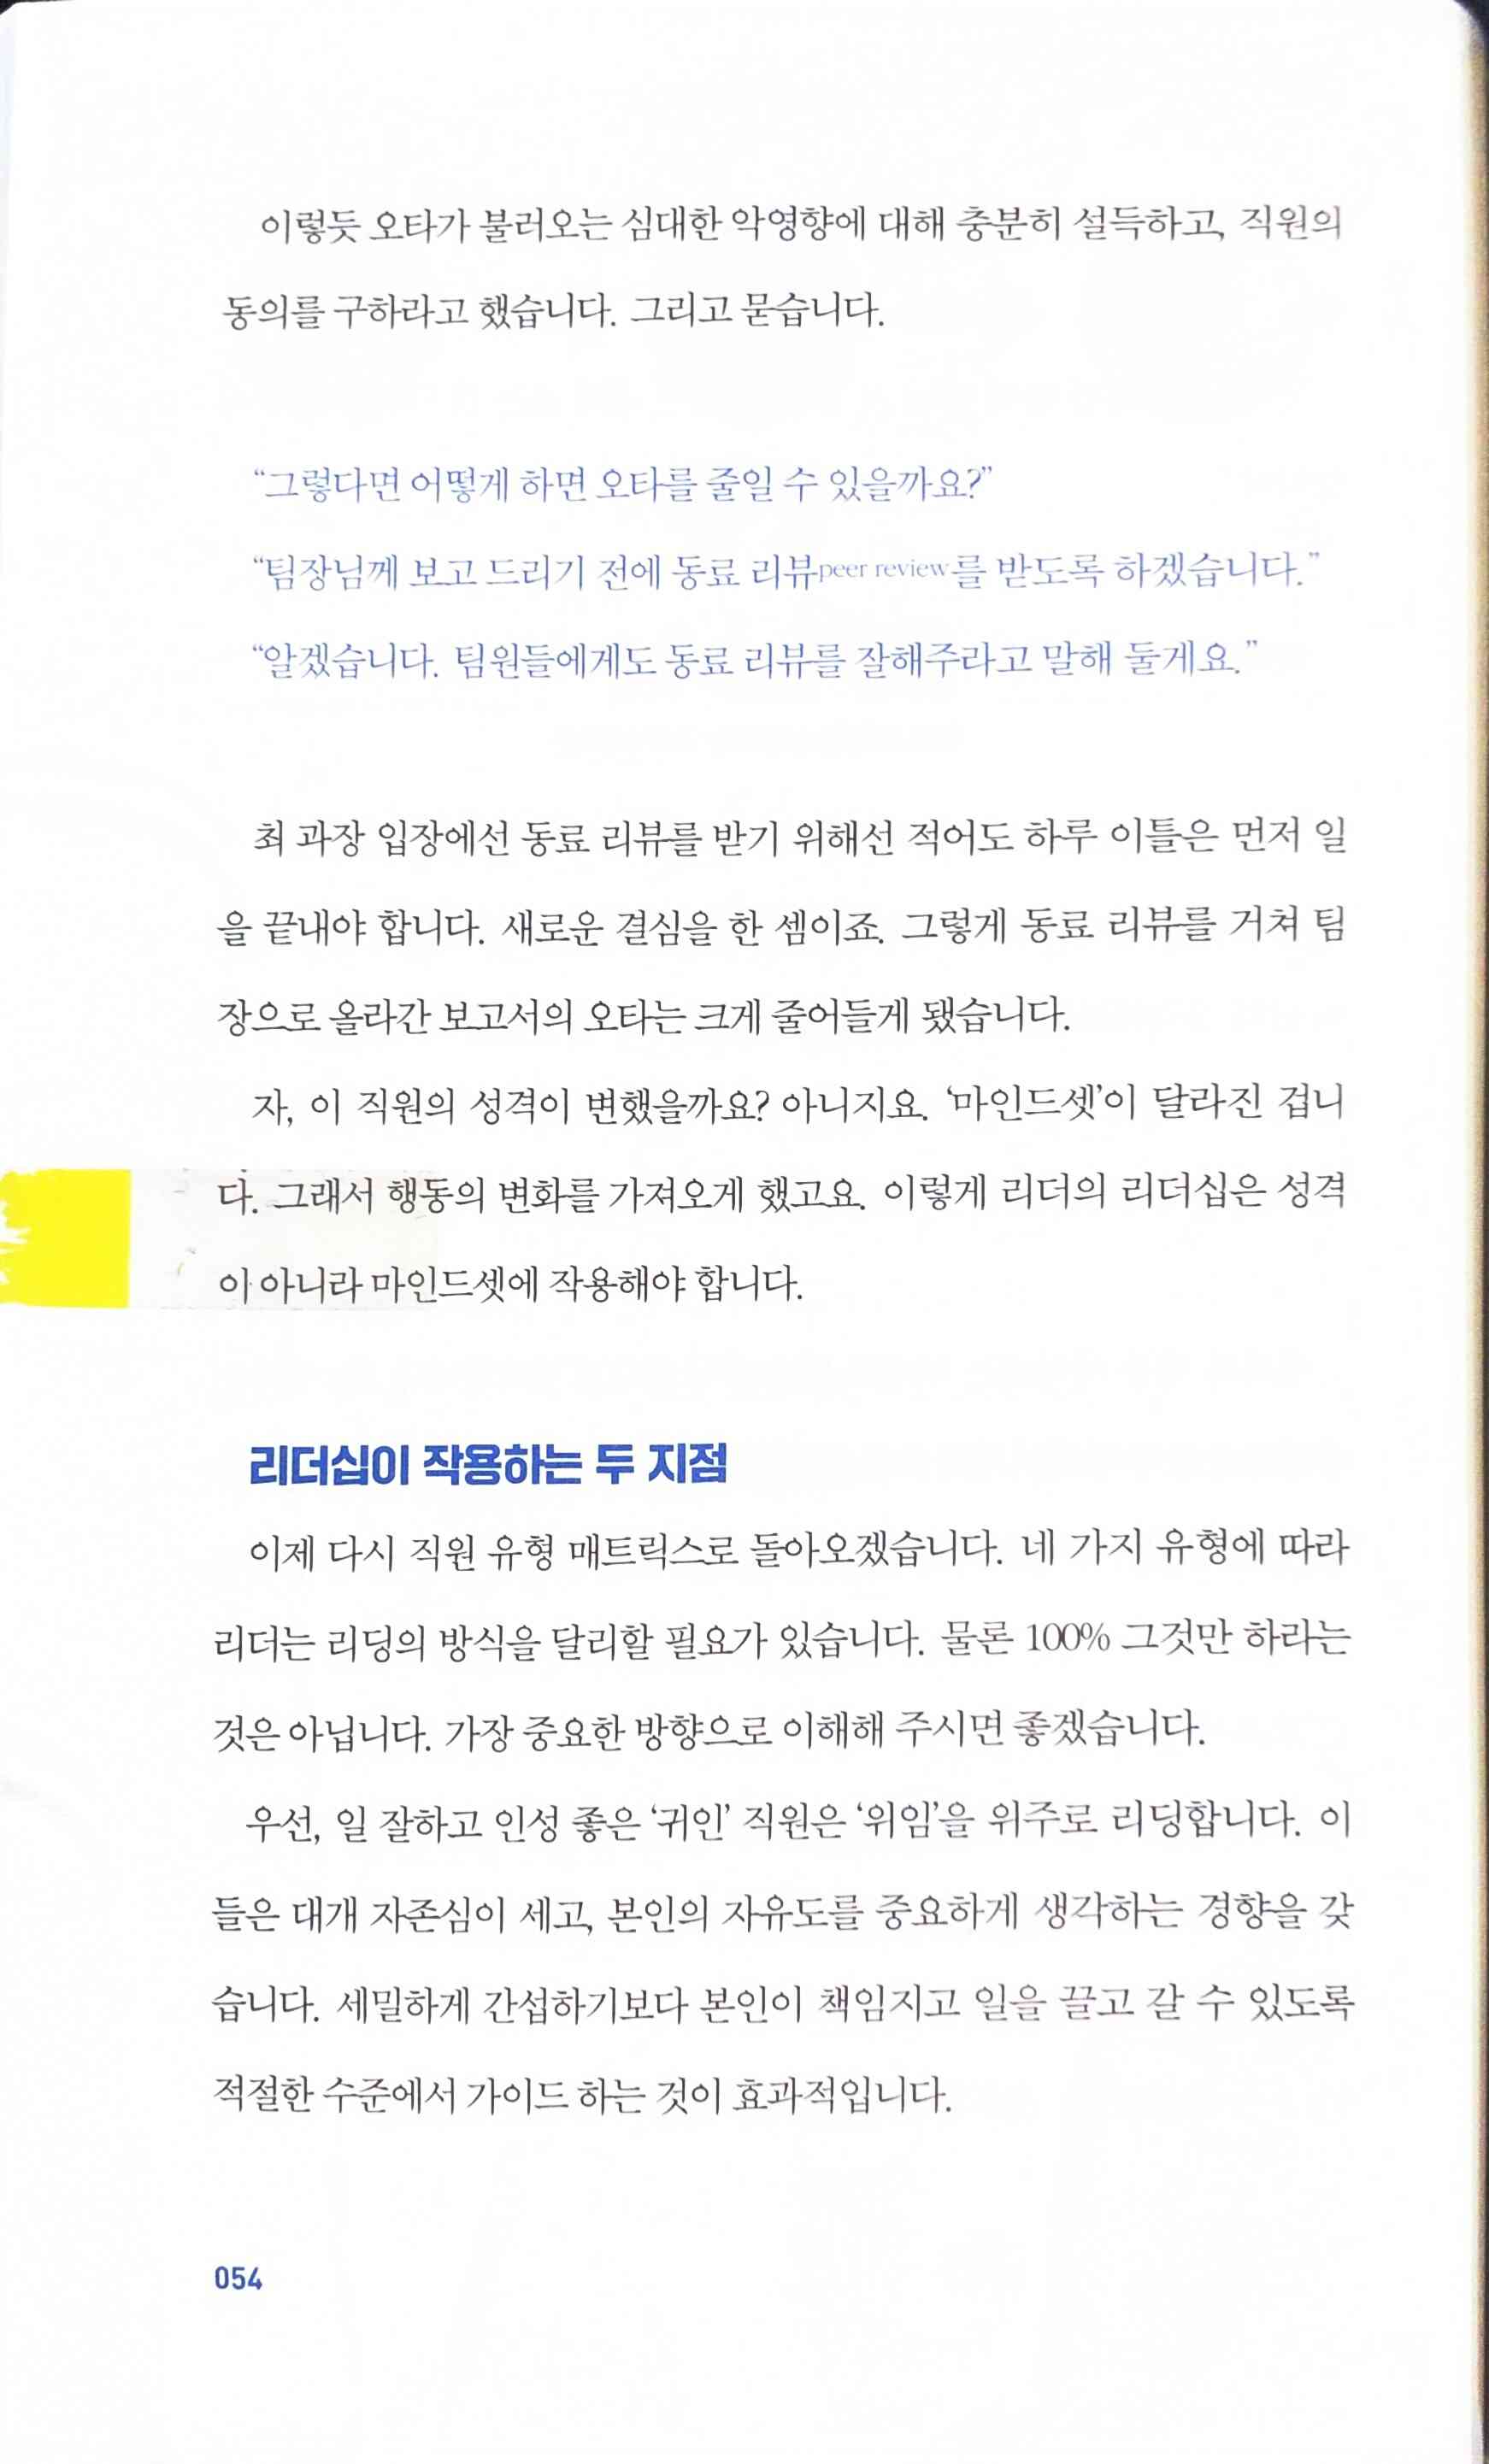 이렇듯 오타가 불러오는 심대한 악영향에 대해 충분히 설득하고, 직원의
동의를 구하라고 했습니다. 그리고 묻습니다.
“그렇다면 어떻게 하면 오타를 줄일 수 있을까요?”
“팀장님께 보고 드리기 전에 동료 리뷰peer review를 받도록 하겠습니다.”
“알겠습니다. 팀원들에게도 동료 리뷰를 잘해주라고 말해 둘게요.”
최 과장 입장에선 동료 리뷰를 받기 위해선 적어도 하루 이틀은 먼저 일
을 끝내야 합니다. 새로운 결심을 한 셈이죠. 그렇게 동료 리뷰를 거쳐 팀
장으로 올라간 보고서의 오타는 크게 줄어들게 됐습니다.
자, 이 직원의 성격이 변했을까요? 아니지요. ‘마인드셋’이 달라진 겁니
다. 그래서 행동의 변화를 가져오게 했고요. 이렇게 리더의 리더십은 성격
이 아니라 마인드셋에 작용해야 합니다.
리더십이 작용하는 두 지점
이제 다시 직원 유형 매트릭스로 돌아오겠습니다. 네 가지 유형에 따라
리더는 리딩의 방식을 달리할 필요가 있습니다. 물론 100% 그것만 하라는
것은 아닙니다. 가장 중요한 방향으로 이해해 주시면 좋겠습니다.
우선, 일 잘하고 인성 좋은 ‘귀인’ 직원은 ‘위임’을 위주로 리딩합니다. 이
들은 대개 자존심이 세고, 본인의 자유도를 중요하게 생각하는 경향을 갖
습니다. 세밀하게 간섭하기보다 본인이 책임지고 일을 끌고 갈 수 있도록
적절한 수준에서 가이드 하는 것이 효과적입니다.
054